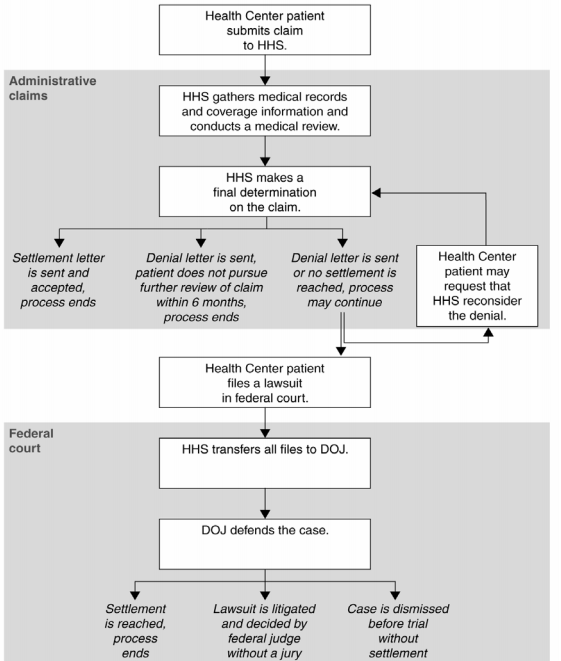 Health Center patient
submits claim
to HHS.
Administrative
claims
HHS gathers medical records
and coverage information and
conducts a medical review.
HHS makes a
final determination
on the claim.
Settlement letter
is sent and
accepted,
process ends
Denial letter is sent,
patient does not pursue
further review of claim
within 6 months,
process ends
Denial letter is sent
or no settlement is
reached, process
may continue
Health Center
patient may
request that
HHS reconsider
the denial.
Health Center patient
files a lawsuit
in federal court.
Federal
court
HHS transfers all files to DOJ.
DOJ defends the case.
Settlement
is reached,
process
ends
Lawsuit is litigated
and decided by
federal judge
without a jury
Case is dismissed
before trial
without
settlement